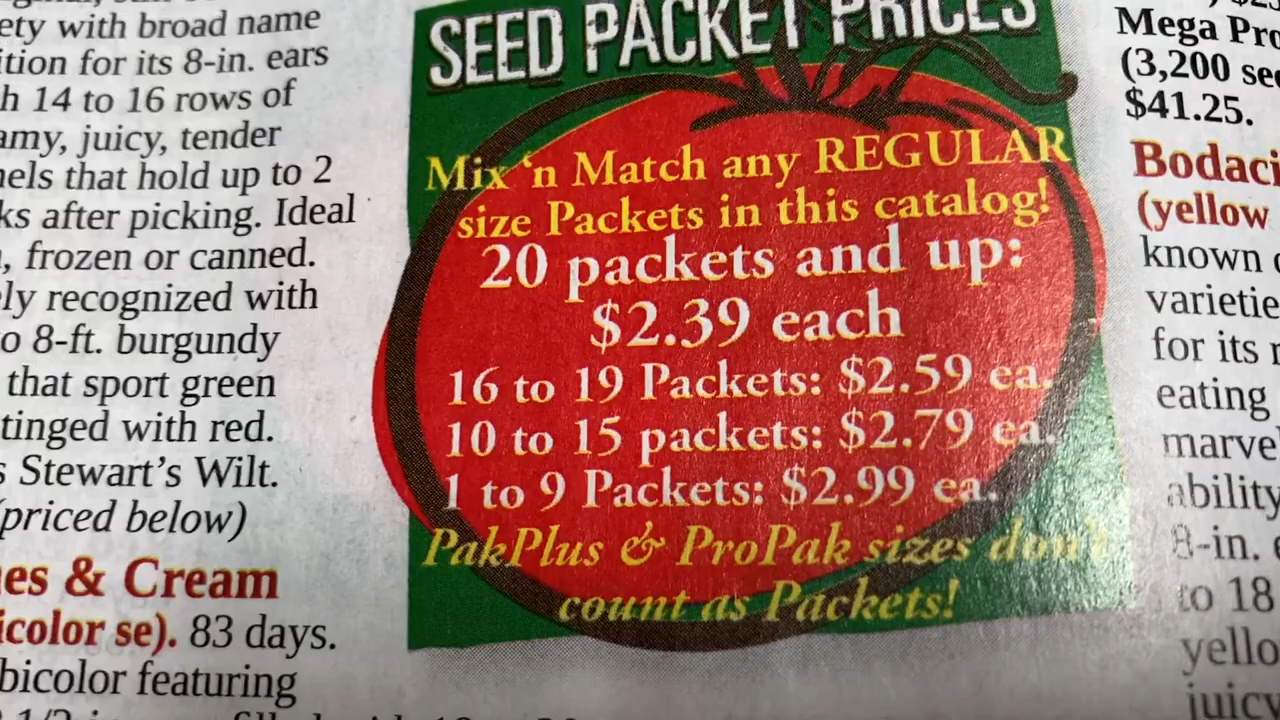 ety with broad name
ition for its 8-in. ears
h 14 to 16 rows of
amy, juicy, tender
nels that hold up to 2
ks after picking. Ideal
, frozen or canned.
ely recognized with
o 8-ft. burgundy
that sport green
tinged with red.
s Stewart's Wilt.
(priced below)
es & Cream
icolor se). 83 days.
bicolor featuring
SEED PACKET PRICES
Mix 'n Match any REGULAR
size Packets in this catalog!
20 packets and up:
$2.39 each
16 to 19 Packets: $2.59 ea.
10 to 15 packets: $2.79 ea.
1 to 9 Packets: $2.99 ea.
PakPlus & ProPak sizes don't
count as Packets!
Mega Pro
(3,200 see
$41.25.
Bodaci
(yellow
known
varietie
for its
eating
marve
ability
8-in.
to 18
yello
juicy